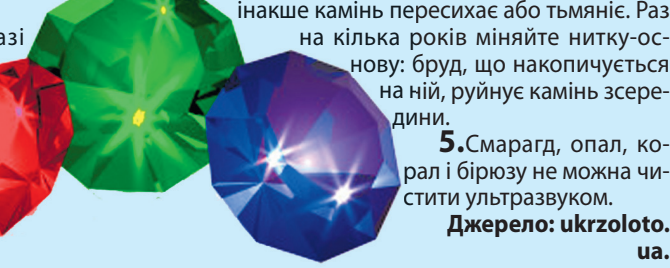 інакше камінь пересихає або тьмяніє. Раз
азі
на кілька років міняйте нитку-ос-
нову: бруд, що накопичується
на ній, руйнує камінь зсере-
дини.
5.Смарагд, опал, ко-
рал і бірюзу не можна чи-
стити ультразвуком.
Джерело: ukrzoloto.
ua.